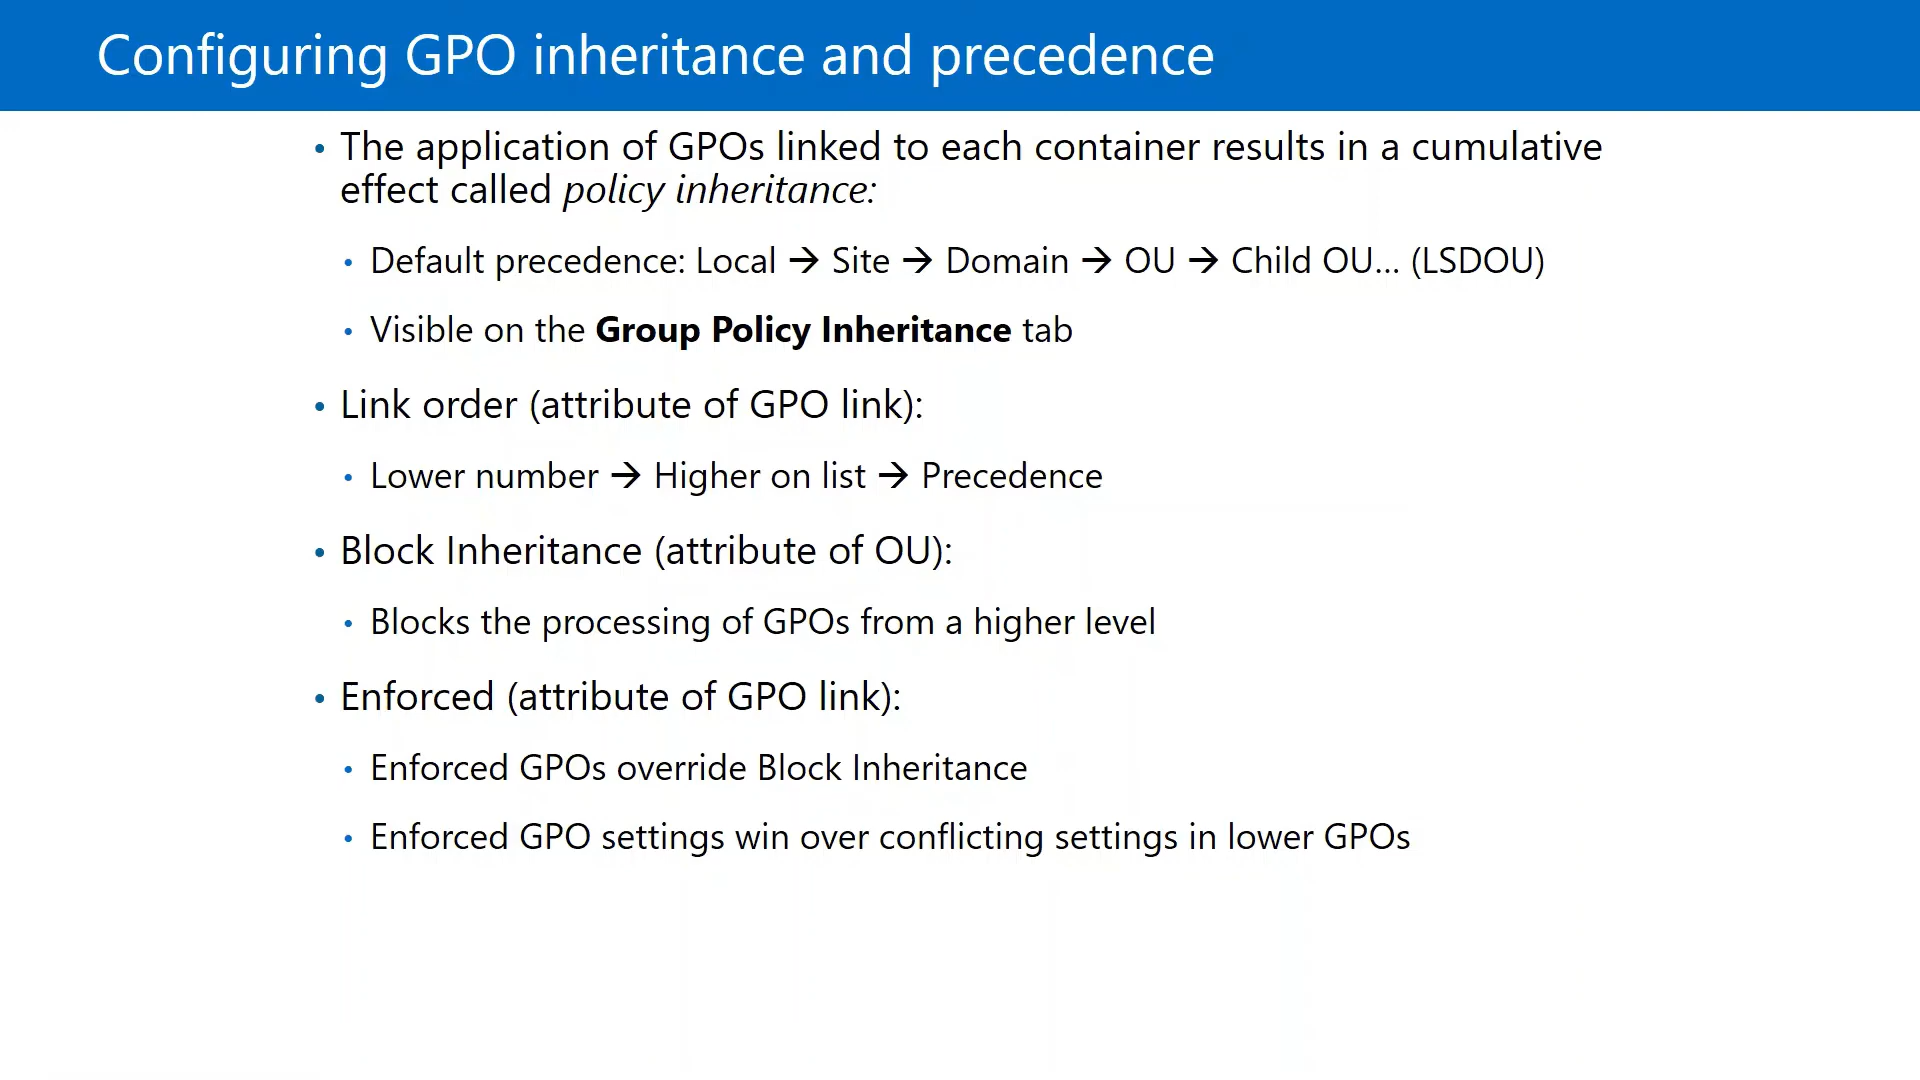 Configuring GPO inheritance and precedence
• The application of GPOs linked to each container results in a cumulative
effect called policy inheritance:
• Default precedence: Local → Site → Domain → OU → Child OU... (LSDOU)
• Visible on the Group Policy Inheritance tab
• Link order (attribute of GPO link):
• Lower number → Higher on list → Precedence
• Block Inheritance (attribute of OU):
• Blocks the processing of GPOs from a higher level
• Enforced (attribute of GPO link):
• Enforced GPOs override Block Inheritance
• Enforced GPO settings win over conflicting settings in lower GPOs